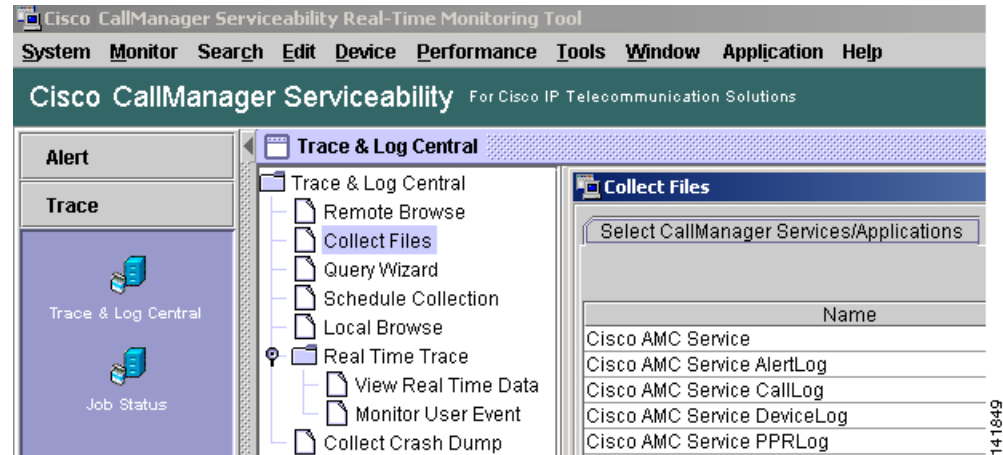 Cisco CallManager Serviceability Real-Time Monitoring Tool
System Monitor Search Edit Device Performance Tools Window Application Help
Cisco CallManager Serviceability For Cisco IP Telecommunication Solutions
Alert
Trace
Trace & Log Central
Job Status
Trace & Log Central
Trace & Log Central
Remote Browse
Collect Files
Query Wizard
Schedule Collection
Local Browse
Real Time Trace
View Real Time Data
Monitor User Event
Collect Crash Dump
Collect Files
Select CallManager Services/Applications
Name
Cisco AMC Service
Cisco AMC Service AlertLog
Cisco AMC Service CallLog
Cisco AMC Service DeviceLog
Cisco AMC Service PPRLog
141849